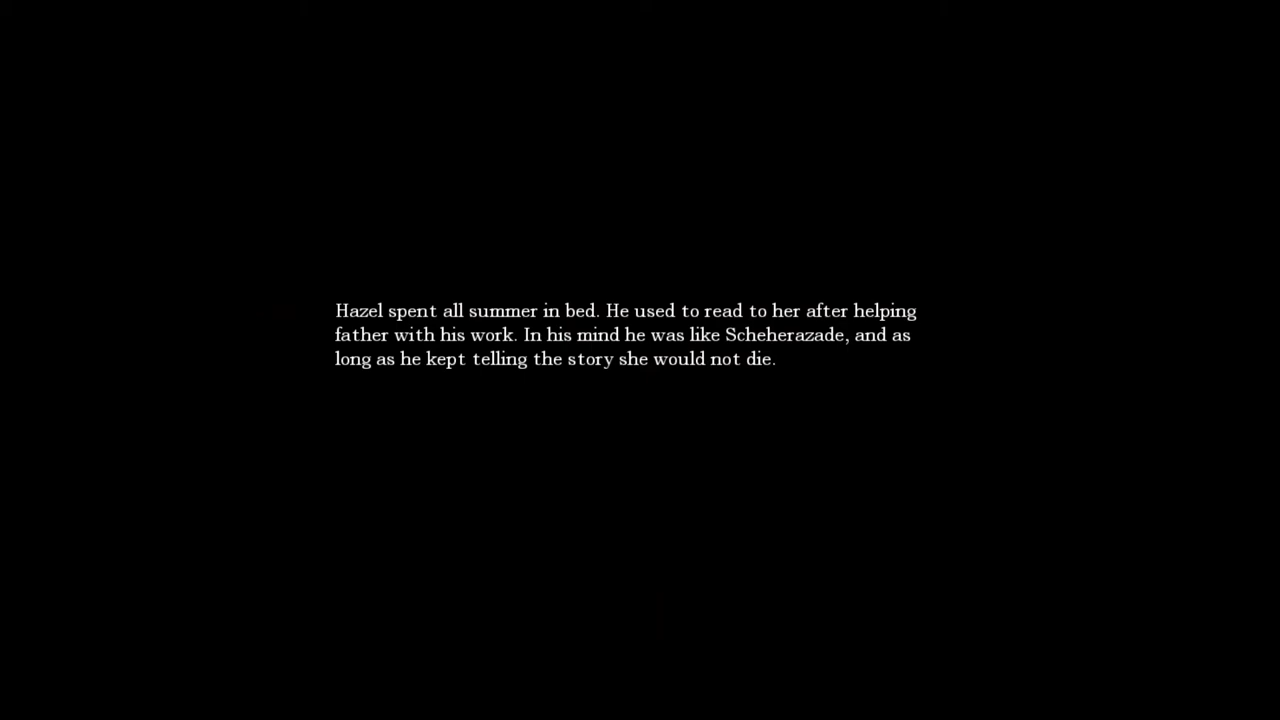 Hazel spent all summer in bed. He used to read to her after helping
father with his work. In his mind he was like Scheherazade, and as
long as he kept telling the story she would not die.